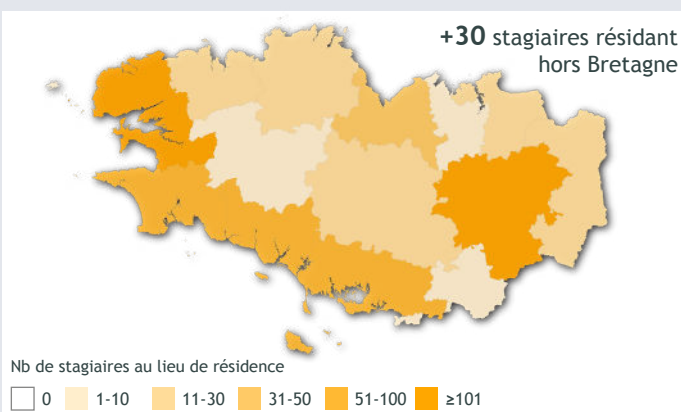 +30 stagiaires résidant
hors Bretagne
Nb de stagiaires au lieu de résidence
0 1-10 11-30 31-50 51-100 ≥101